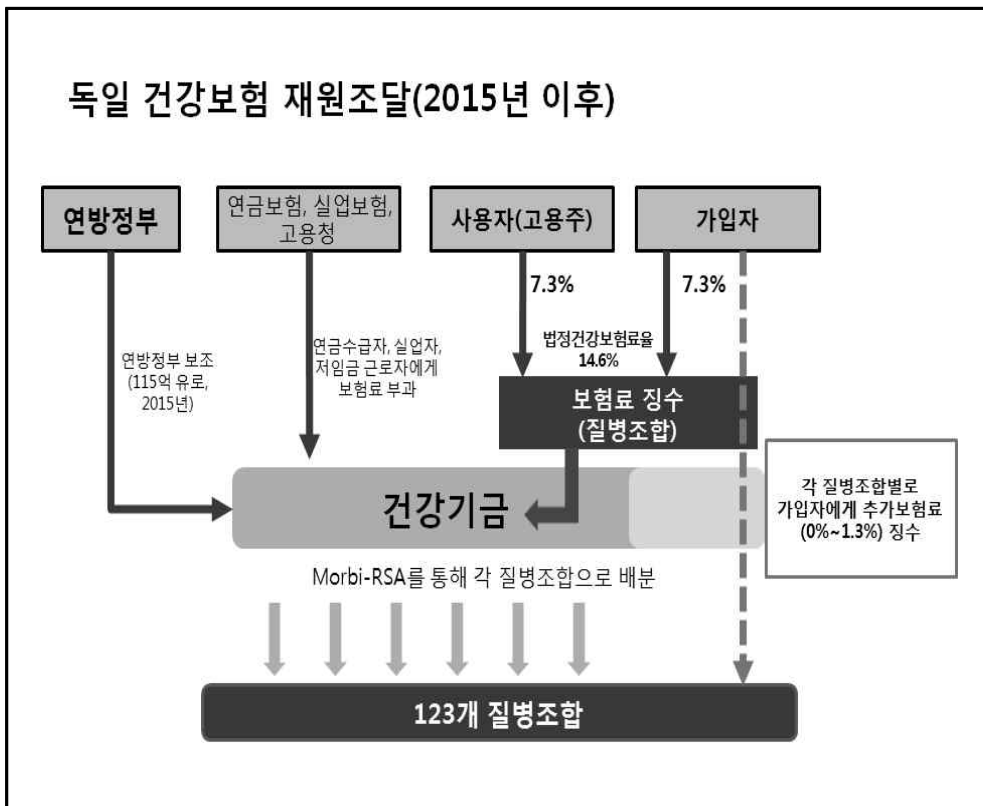 독일 건강보험 재원조달(2015년 이후)
연방정부
연금보험, 실업보험,
고용청
사용자(고용주)
가입자
7.3%
7.3%
연방정부 보조
(115억 유로,
2015년)
연금수급자, 실업자,
저임금 근로자에게
보험료 부과
법정건강보험료율
14.6%
보험료 징수
(질병조합)
건강기금
각 질병조합별로
가입자에게 추가보험료
(0%~1.3%) 징수
Morbi-RSA를 통해 각 질병조합으로 배분
123개 질병조합